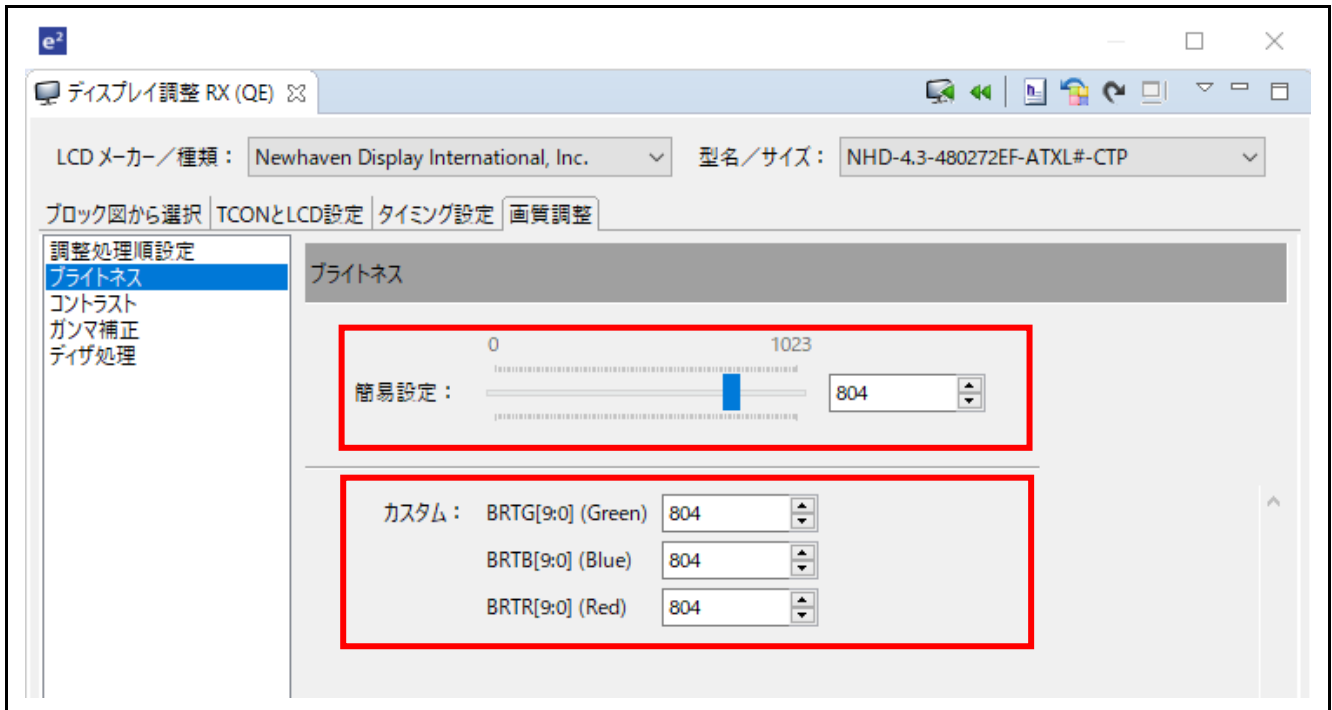 e²
ディスプレイ調整 RX (QE)
LCD メーカー／種類： Newhaven Display International, Inc. 型名／サイズ： NHD-4.3-480272EF-ATXL#-CTP
ブロック図から選択 TCONとLCD設定 タイミング設定 画質調整
調整処理順設定
ブライトネス
コントラスト
ガンマ補正
ディザ処理
ブライトネス
0 1023
簡易設定： 804
カスタム： BRTG[9:0] (Green) 804
BRTB[9:0] (Blue) 804
BRTR[9:0] (Red) 804